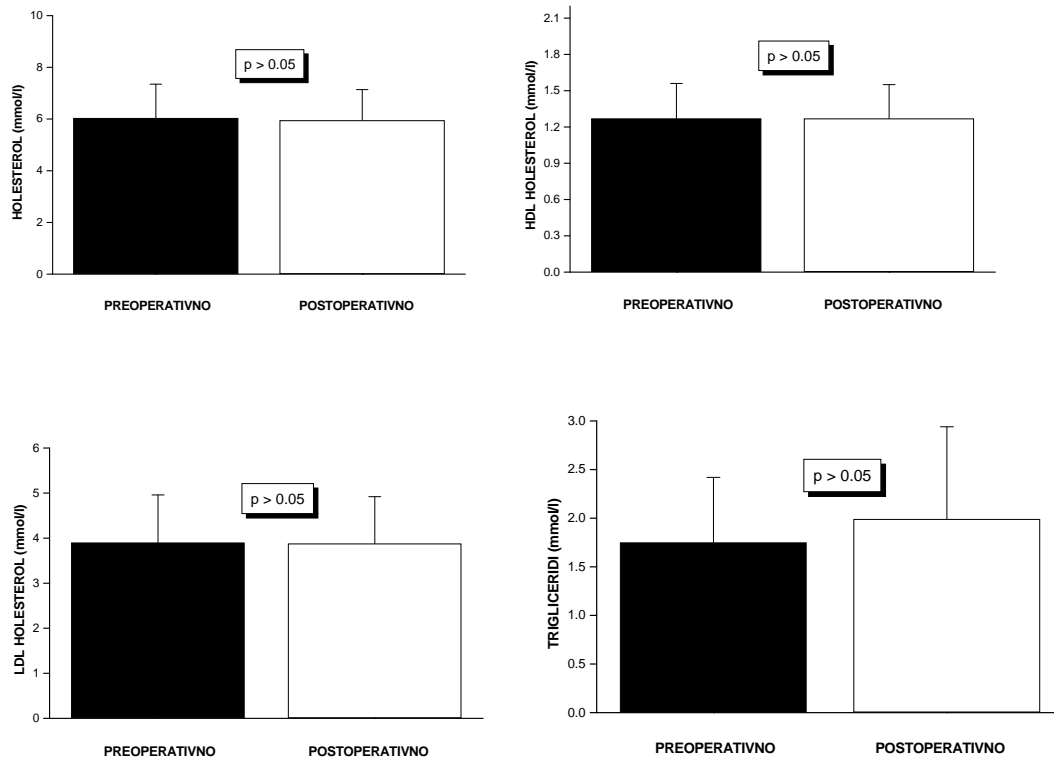 HOLESTEROL (mmol/l)
10
8
6
4
2
0
p > 0.05
PREOPERATIVNO
POSTOPERATIVNO
HDL HOLESTEROL (mmol/l)
2.1
1.8
1.5
1.2
0.9
0.6
0.3
0.0
p > 0.05
PREOPERATIVNO
POSTOPERATIVNO
LDL HOLESTEROL (mmol/l)
6
5
4
3
2
1
0
p > 0.05
PREOPERATIVNO
POSTOPERATIVNO
TRIGLICERIDI (mmol/l)
3.0
2.5
2.0
1.5
1.0
0.5
0.0
p > 0.05
PREOPERATIVNO
POSTOPERATIVNO